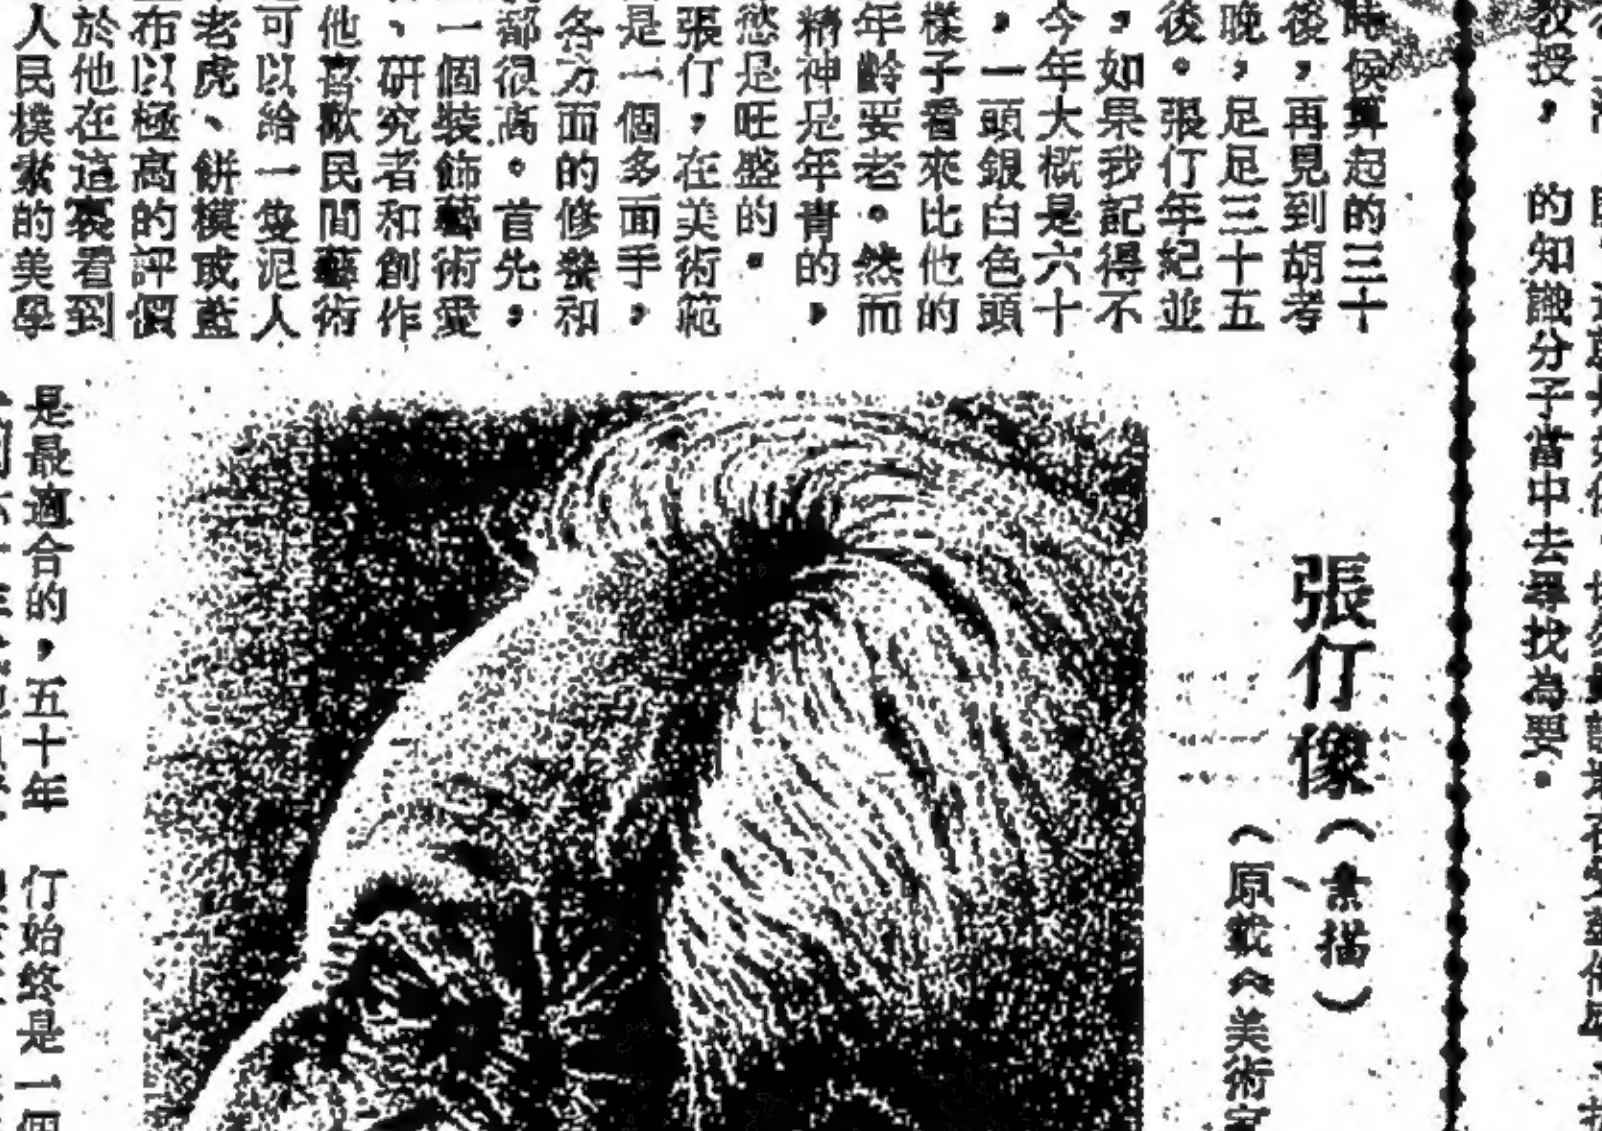 教授，
的知識分子當中去尋找為要。
時候算起的三十
後，再見到胡考
晚，足足三十五
後。張仃年紀並
，如果我記得不
今年大概是六十
，一頭銀白色頭
樣子看來比他的
年齡要老。然而
精神是年青的，
愁是旺盛的。
張仃，在美術範
是一個多面手，
各方面的修養和
都很高。首先，
一個裝飾藝術愛
、研究者和創作
他喜歡民間藝術
可以給一隻泥人
老虎、餅模或藍
布以極高的評價
於他在這裏看到
人民樸素的美學
張仃像（素描）
（原載《美術家
是最適合的，五十年
仃始終是一個